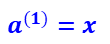 a⁽¹⁾ = x